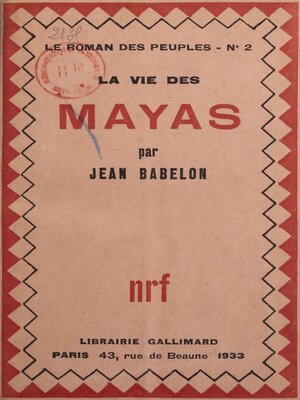 LE ROMAN DES PEUPLES - N° 2
LA VIE DES
MAYAS
par
JEAN BABELON
nrf
LIBRAIRIE GALLIMARD
PARIS 43, rue de Beaune 1933